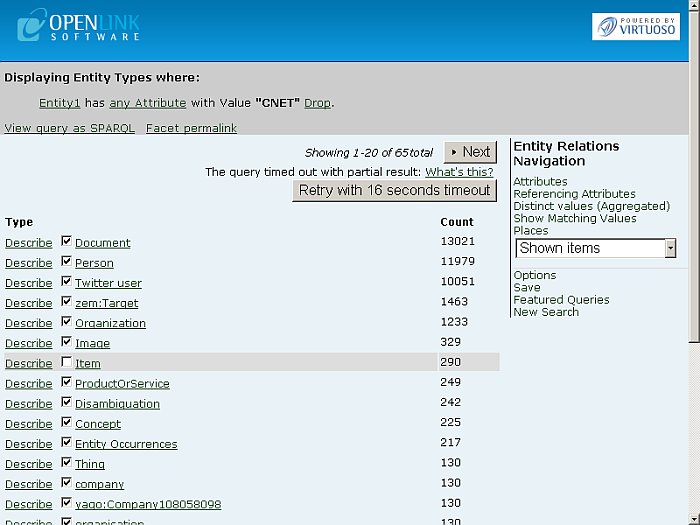 OPENLINK
SOFTWARE
POWERED BY
VIRTUOSO
Displaying Entity Types where:
Entity1 has any Attribute with Value "CNET" Drop.
View query as SPARQL Facet permalink
Showing 1-20 of 65total Next
The query timed out with partial result: What's this?
Retry with 16 seconds timeout
Type Count
Describe Document 13021
Describe Person 11979
Describe Twitter user 10051
Describe zem:Target 1463
Describe Organization 1233
Describe Image 329
Describe Item 290
Describe ProductOrService 249
Describe Disambiguation 242
Describe Concept 225
Describe Entity Occurrences 217
Describe Thing 130
Describe company 130
Describe yago:Company108058098 130
Describe organisation 130
Entity Relations
Navigation
Attributes
Referencing Attributes
Distinct values (Aggregated)
Show Matching Values
Places
Shown items
Options
Save
Featured Queries
New Search